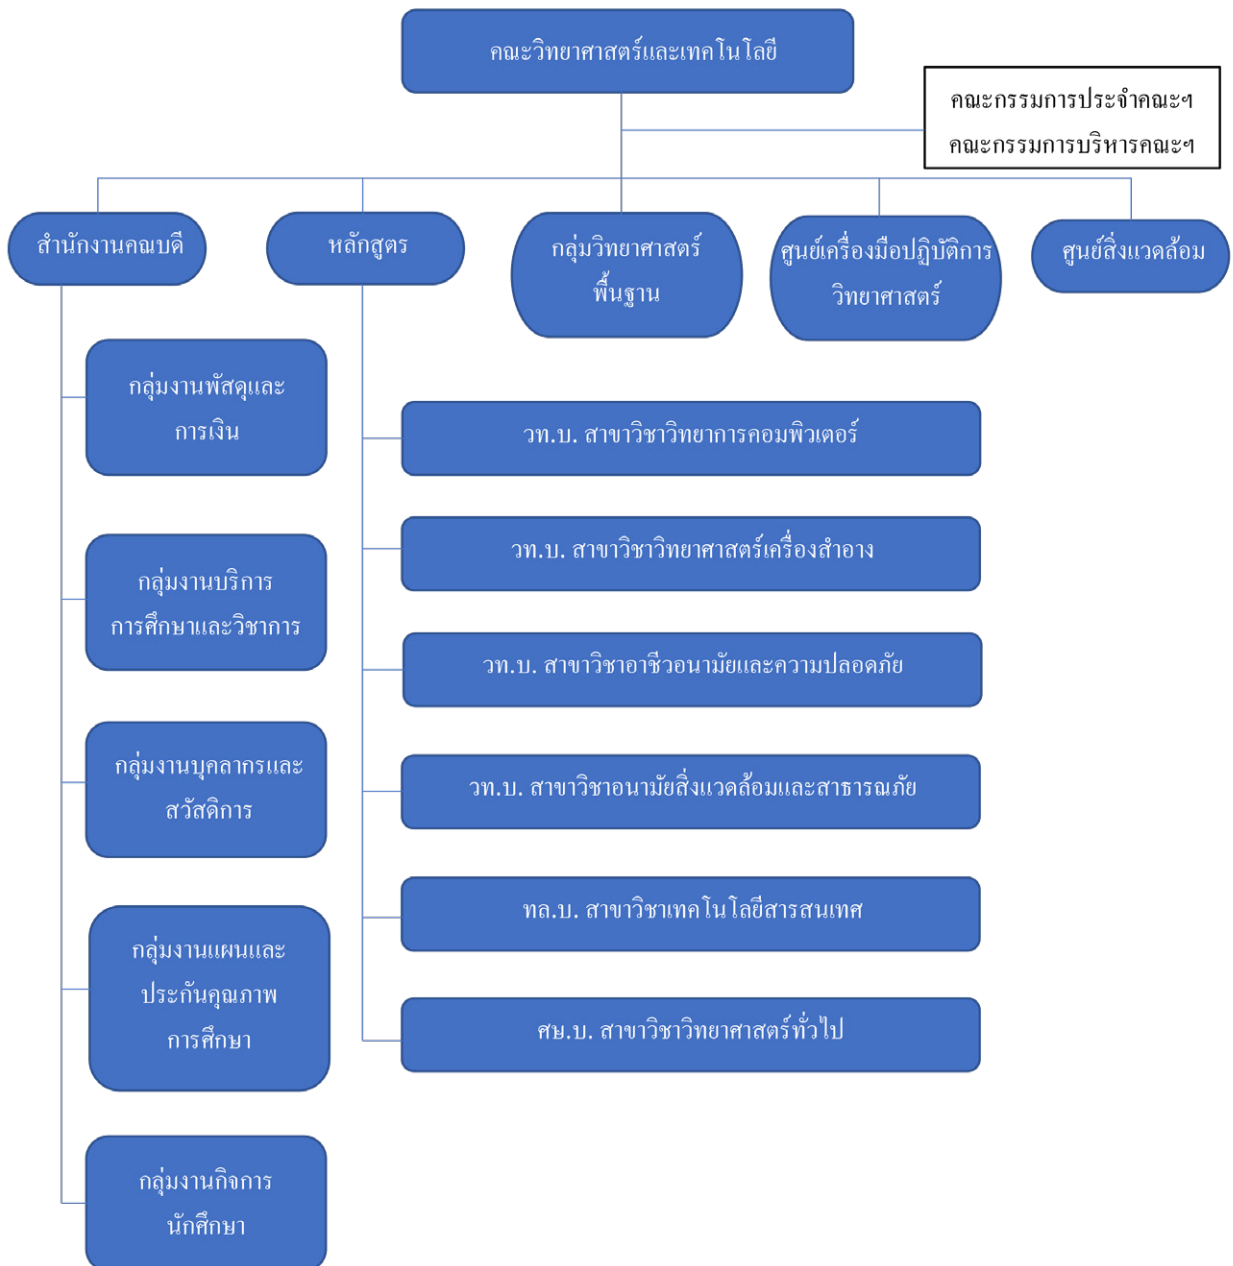 คณะวิทยาศาสตร์และเทคโนโลยี
คณะกรรมการประจำคณะฯ
คณะกรรมการบริหารคณะฯ
สำนักงานคณบดี
หลักสูตร
กลุ่มวิทยาศาสตร์
พื้นฐาน
ศูนย์เครื่องมือปฏิบัติการ
วิทยาศาสตร์
ศูนย์สิ่งแวดล้อม
กลุ่มงานพัสดุและ
การเงิน
กลุ่มงานบริการ
การศึกษาและวิชาการ
กลุ่มงานบุคลากรและ
สวัสดิการ
กลุ่มงานแผนและ
ประกันคุณภาพ
การศึกษา
กลุ่มงานกิจการ
นักศึกษา
วท.บ. สาขาวิชาวิทยาการคอมพิวเตอร์
วท.บ. สาขาวิชาวิทยาศาสตร์เครื่องสำอาง
วท.บ. สาขาวิชาอาชีวอนามัยและความปลอดภัย
วท.บ. สาขาวิชาอนามัยสิ่งแวดล้อมและสาธารณภัย
ทล.บ. สาขาวิชาเทคโนโลยีสารสนเทศ
ศษ.บ. สาขาวิชาวิทยาศาสตร์ทั่วไป